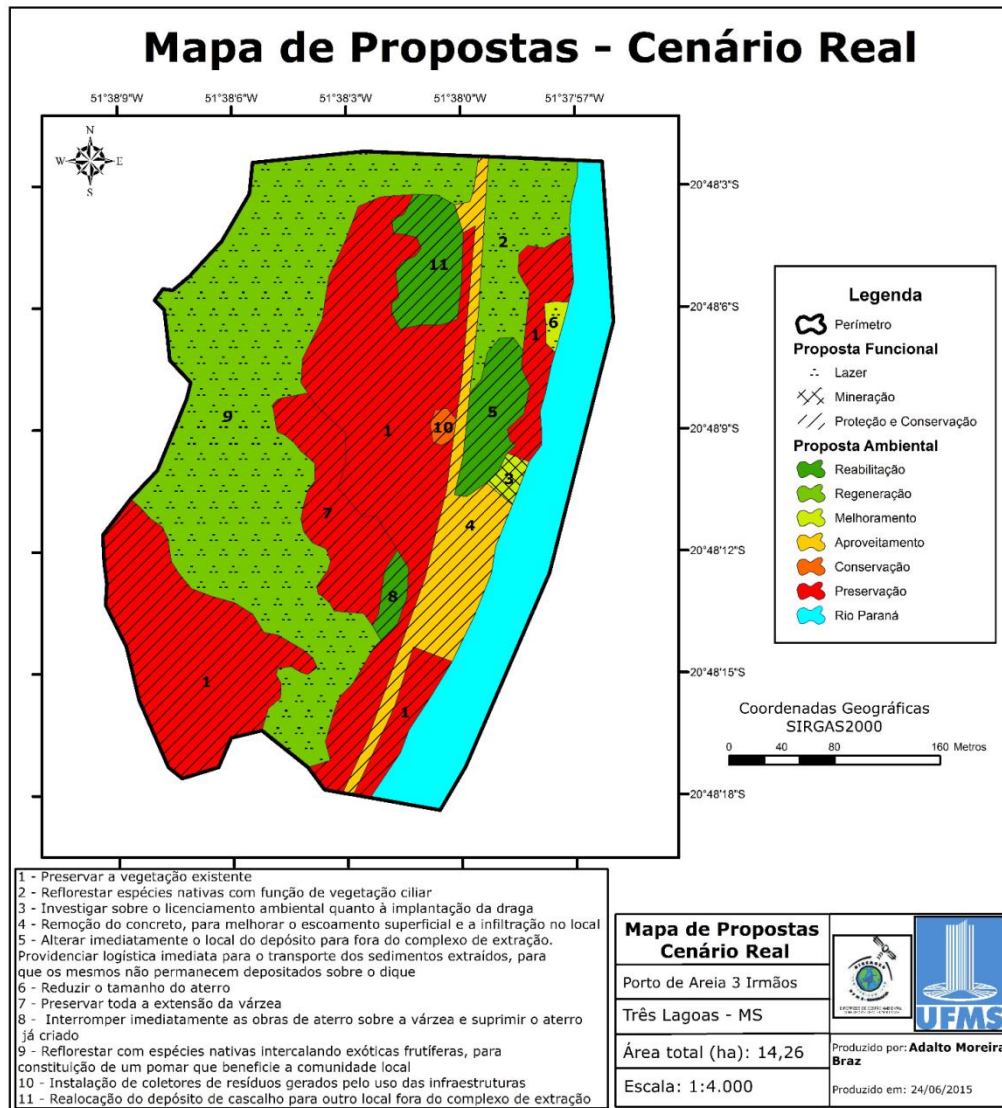 Mapa de Propostas - Cenário Real
51°38'9"W 51°38'6"W 51°38'3"W 51°38'0"W 51°37'57"W
N
W E
S
20°48'3"S
20°48'6"S
20°48'9"S
20°48'12"S
20°48'15"S
20°48'18"S
2
11
6
1
5
9
1
10
3
7
4
8
1
1
Legenda
Perímetro
Proposta Funcional
Lazer
Mineração
Proteção e Conservação
Proposta Ambiental
Reabilitação
Regeneração
Melhoramento
Aproveitamento
Conservação
Preservação
Rio Paraná
Coordenadas Geográficas
SIRGAS2000
0 40 80 160 Metros
1 - Preservar a vegetação existente
2 - Reflorestar espécies nativas com função de vegetação ciliar
3 - Investigar sobre o licenciamento ambiental quanto à implantação da draga
4 - Remoção do concreto, para melhorar o escoamento superficial e a infiltração no local
5 - Alterar imediatamente o local do depósito para fora do complexo de extração.
Providenciar logística imediata para o transporte dos sedimentos extraídos, para
que os mesmos não permanecem depositados sobre o dique
6 - Reduzir o tamanho do aterro
7 - Preservar toda a extensão da várzea
8 - Interromper imediatamente as obras de aterro sobre a várzea e suprimir o aterro
já criado
9 - Reflorestar com espécies nativas intercalando exóticas frutíferas, para
constituição de um pomar que beneficie a comunidade local
10 - Instalação de coletores de resíduos gerados pelo uso das infraestruturas
11 - Realocação do depósito de cascalho para outro local fora do complexo de extração
Mapa de Propostas
Cenário Real
Porto de Areia 3 Irmãos
Três Lagoas - MS
Área total (ha): 14,26
Escala: 1:4.000
UFMS
Produzido por: Adalto Moreira
Braz
Produzido em: 24/06/2015